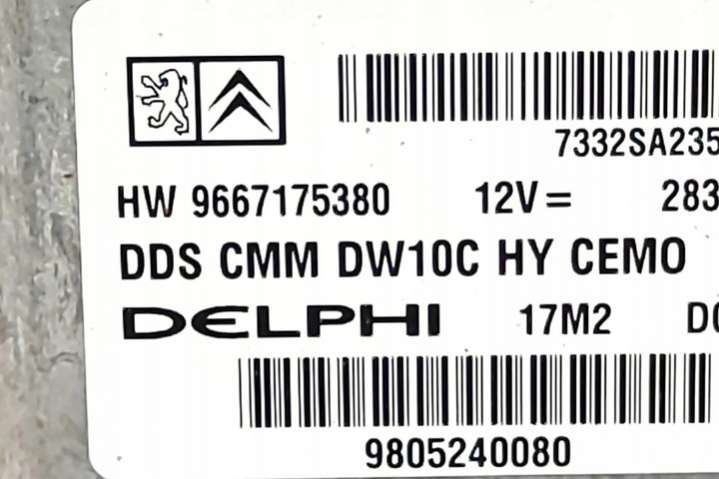 7332SA235
HW 9667175380 12V= 283
DDS CMM DW10C HY CEMO
DELPHI 17M2
9805240080